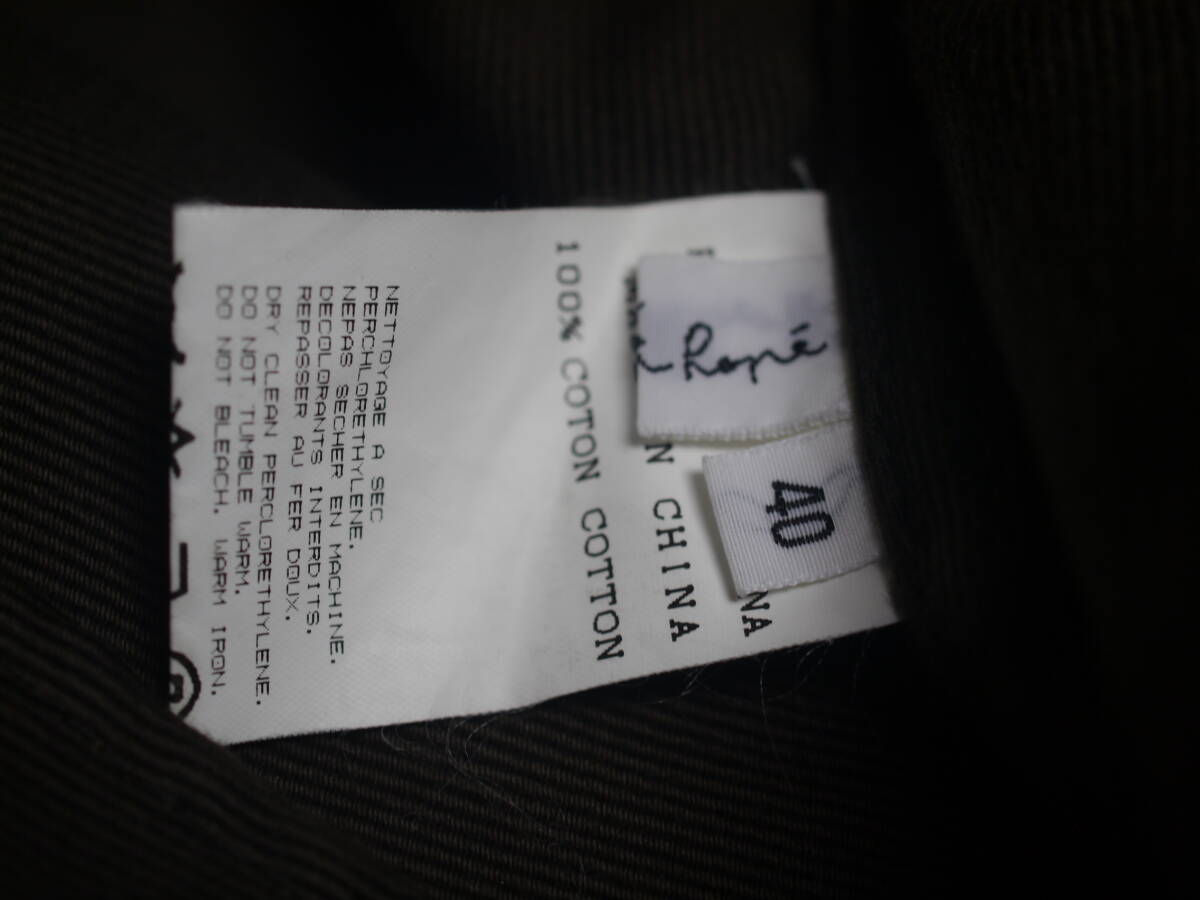 René
40
NA
N CHINA
100% COTON COTTON
NETTOYAGE A SEC
PERCHLORETHYLENE.
NEPAS SECHER EN MACHINE.
DECOLORANTS INTERDITS.
REPASSER AU FER DOUX.
DRY CLEAN PERCLORETHYLENE.
DO NOT TUMBLE WARM.
DO NOT BLEACH. WARM IRON.